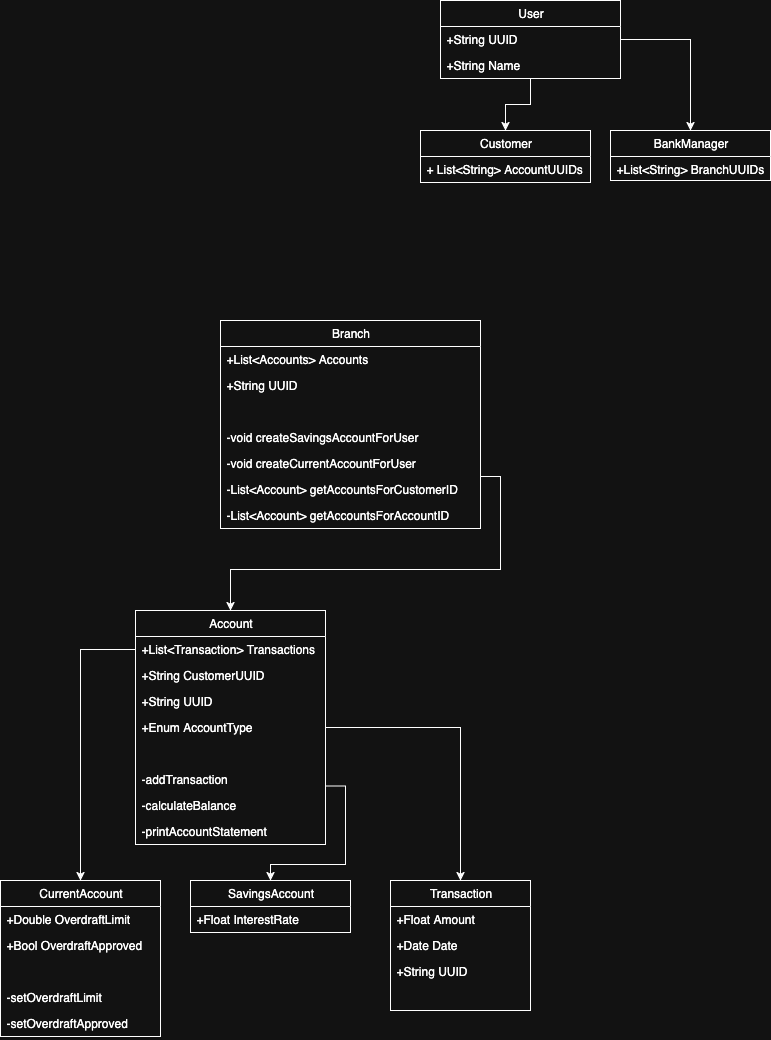 User
+String UUID
+String Name
Customer
+ List<String> AccountUUIDs
BankManager
+List<String> BranchUUIDs
Branch
+List<Accounts> Accounts
+String UUID
-void createSavingsAccountForUser
-void createCurrentAccountForUser
-List<Account> getAccountsForCustomerID
-List<Account> getAccountsForAccountID
Account
+List<Transaction> Transactions
+String CustomerUUID
+String UUID
+Enum AccountType
-addTransaction
-calculateBalance
-printAccountStatement
CurrentAccount
+Double OverdraftLimit
+Bool OverdraftApproved
-setOverdraftLimit
-setOverdraftApproved
SavingsAccount
+Float InterestRate
Transaction
+Float Amount
+Date Date
+String UUID